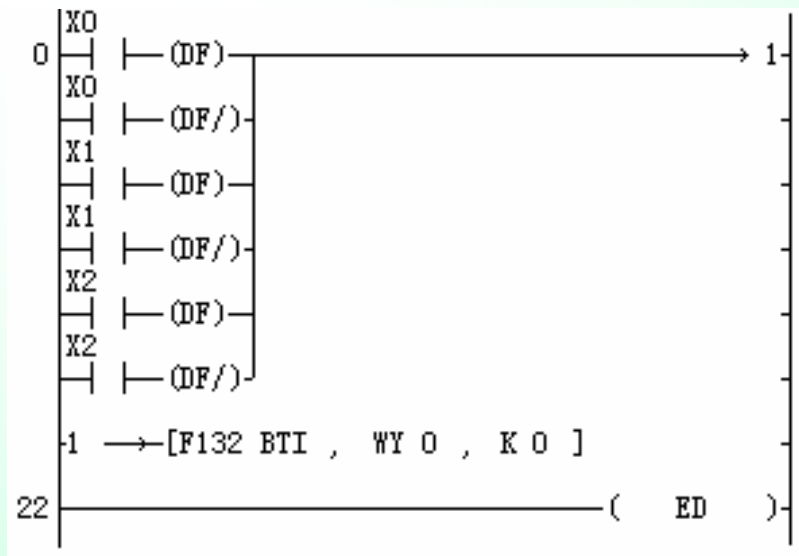 X0
0 (DF) 1
X0
(DF/)
X1
(DF)
X1
(DF/)
X2
(DF)
X2
(DF/)
1 [F132 BTI , WY 0 , K 0 ]
22 ( ED )